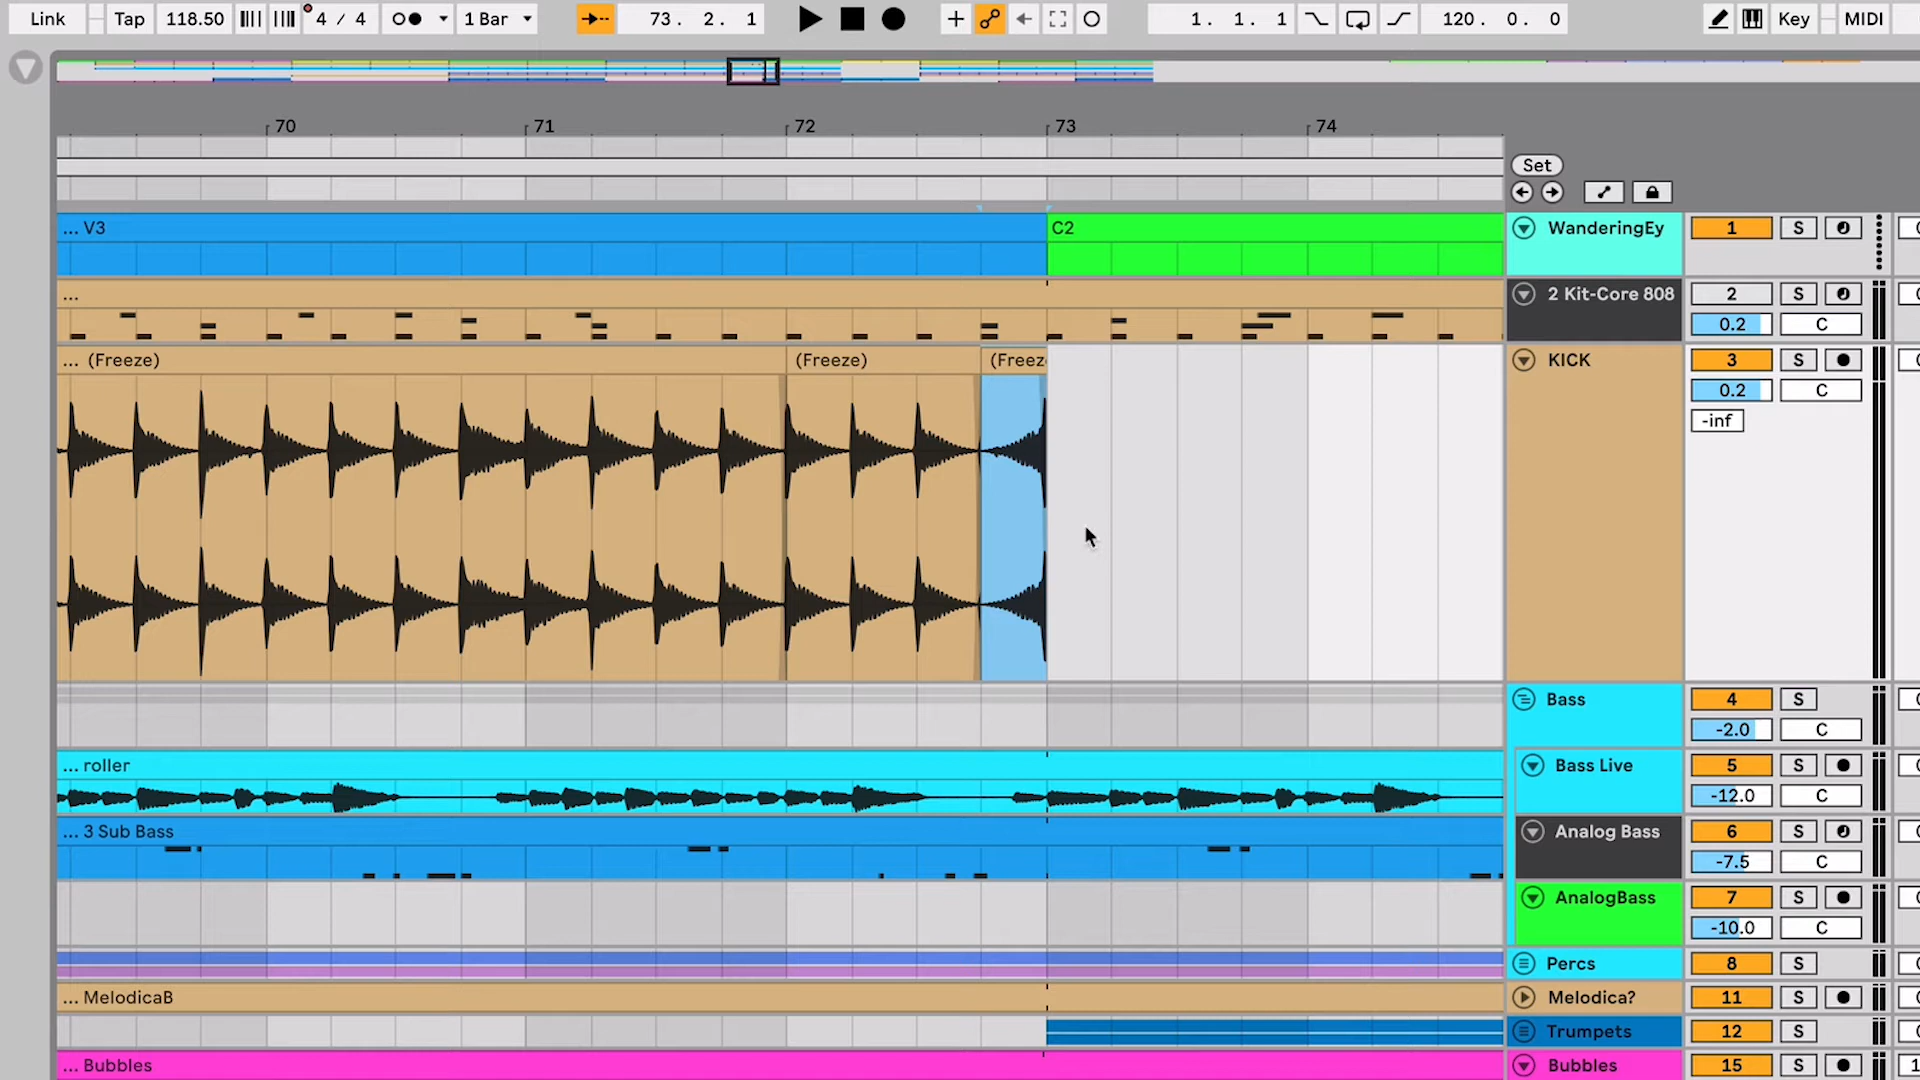 Link Tap 118.50 4 / 4 1 Bar 73. 2. 1 1. 1. 1 120. 0. 0 Key MIDI
70 71 72 73 74
Set
... V3 C2 WanderingEy 1 S
... 2 Kit-Core 808 2 S
0.2 C
... (Freeze) (Freeze) (Freeze KICK 3 S
0.2 C
-inf
Bass 4 S
-2.0 C
... roller Bass Live 5 S
-12.0 C
... 3 Sub Bass Analog Bass 6 S
-7.5 C
AnalogBass 7 S
-10.0 C
Percs 8 S
... MelodicaB Melodica? 11 S
Trumpets 12 S
... Bubbles Bubbles 15 S 1